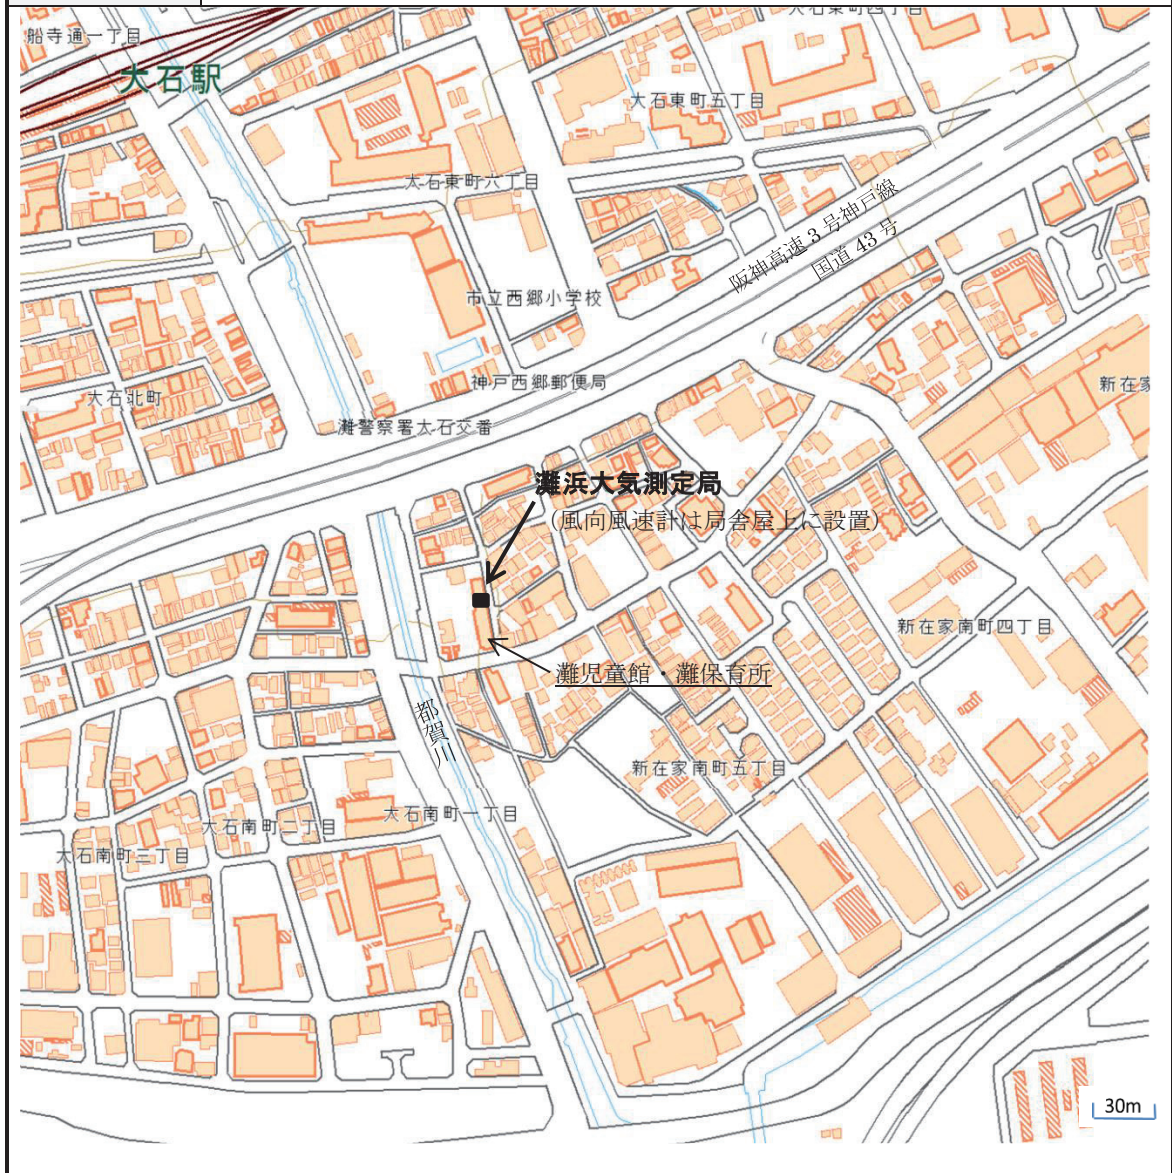 船寺通一丁目
大石東町四丁目
大石駅
大石東町五丁目
大石東町六丁目
阪神高速3号神戸線
国道43号
市立西郷小学校
神戸西郷郵便局
新在家
大石北町
灘警察署大石交番
灘浜大気測定局
（風向風速計は局舎屋上に設置）
新在家南町四丁目
灘児童館・灘保育所
都賀川
新在家南町五丁目
大石南町一丁目
大石南町二丁目
大石南町三丁目
30m